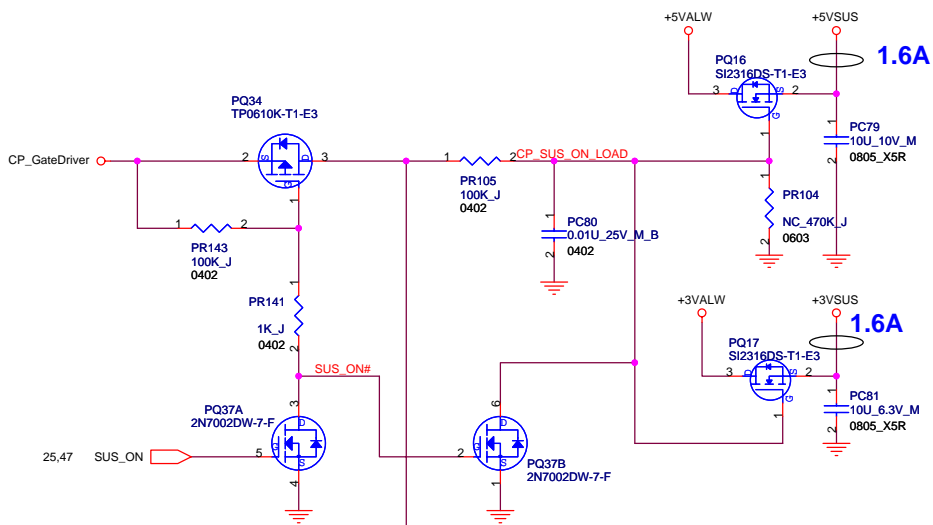 +5VALW
+5VSUS
1.6A
PQ16
SI2316DS-T1-E3
3 D S 2
G
1
PC79
10U_10V_M
0805_X5R
1
2
PQ34
TP0610K-T1-E3
CP_GateDriver
2 S D 3
G
1
1 2
PR105
100K_J
0402
CP_SUS_ON_LOAD
1
PR104
NC_470K_J
0603
2
1 2
PR143
100K_J
0402
1
PC80
0.01U_25V_M_B
0402
2
1
PR141
1K_J
0402
2
+3VALW
+3VSUS
1.6A
PQ17
SI2316DS-T1-E3
3 D S 2
G
1
PC81
10U_6.3V_M
0805_X5R
1
2
SUS_ON#
PQ37A
2N7002DW-7-F
3
D
G
S
5
4
25,47 SUS_ON
6
D
G
S
2
1
PQ37B
2N7002DW-7-F